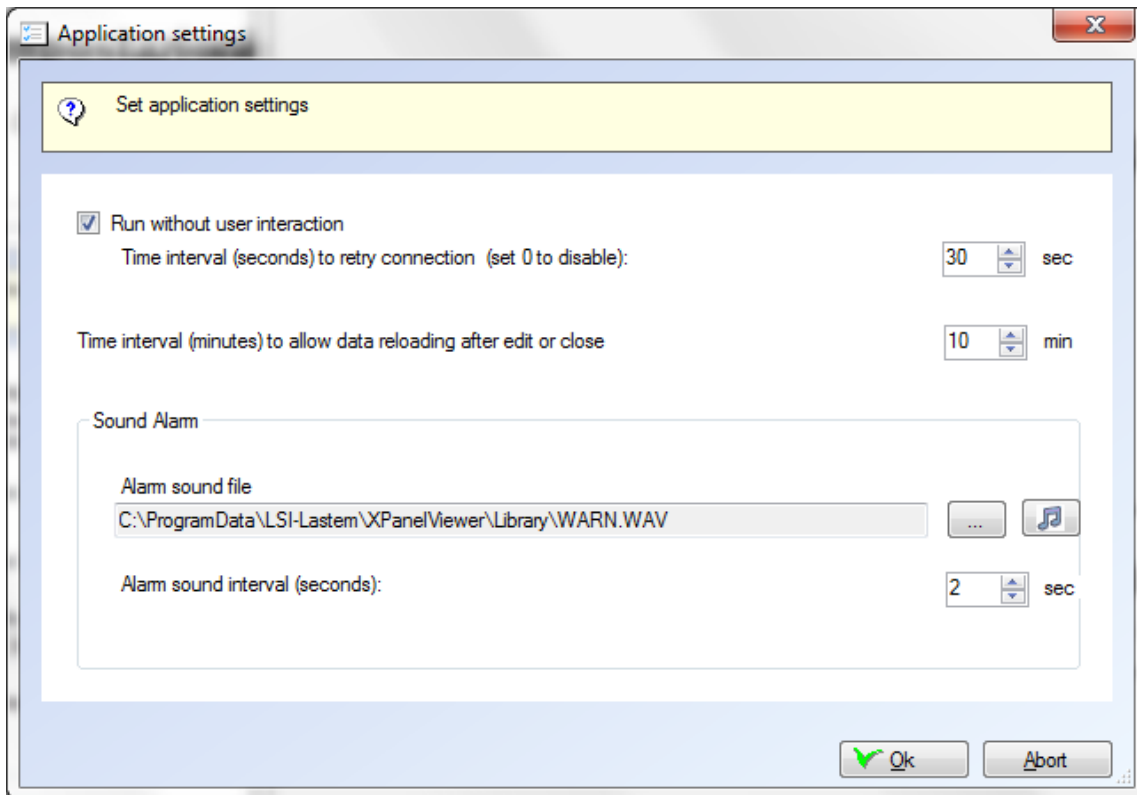 Application settings
Set application settings
Run without user interaction
Time interval (seconds) to retry connection (set 0 to disable):
30
sec
Time interval (minutes) to allow data reloading after edit or close
10
min
Sound Alarm
Alarm sound file
C:\ProgramData\LSI-Lastem\XPanelViewer\Library\WARN.WAV
...
Alarm sound interval (seconds):
2
sec
Ok
Abort